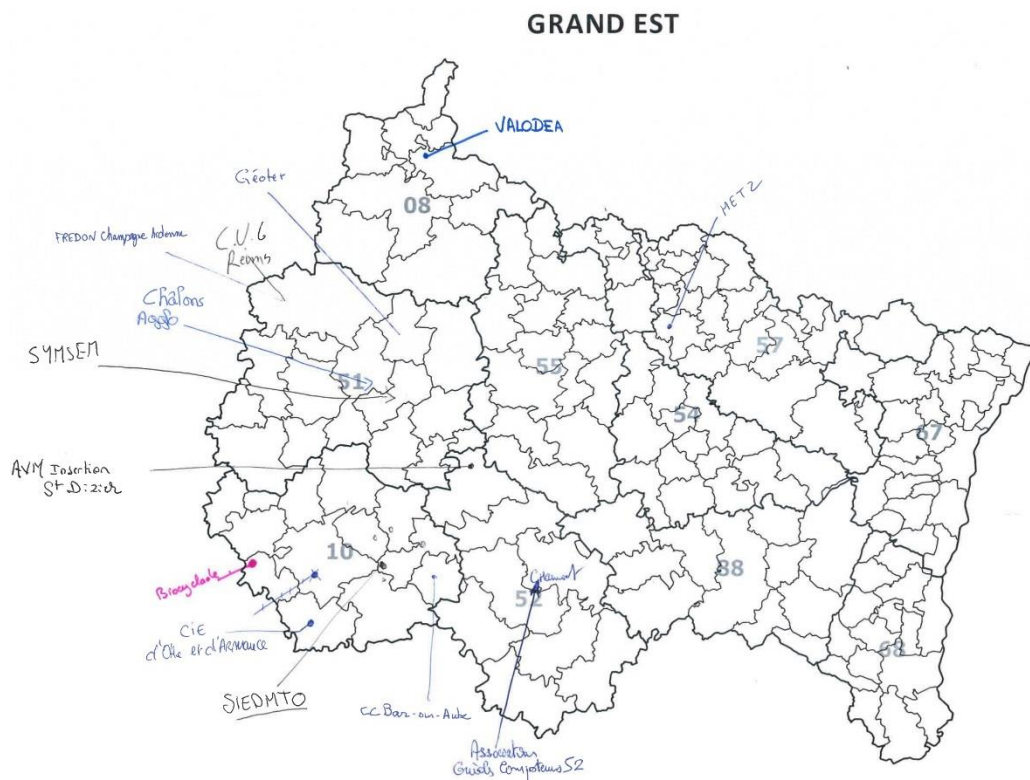 GRAND EST
VALODEA
Géoter
08
METZ
FREDON Champagne Ardenne
C.U.G
Reims
Châlons
Agglo
57
SYMSEM
51
55
54
67
AVM Insertion
St Dizier
10
88
Biocyclade
Chaumont
52
CIE
d'Othe et d'Armance
68
SIEDMTO
CC Bar-sur-Aube
Association
Guids Composteurs 52